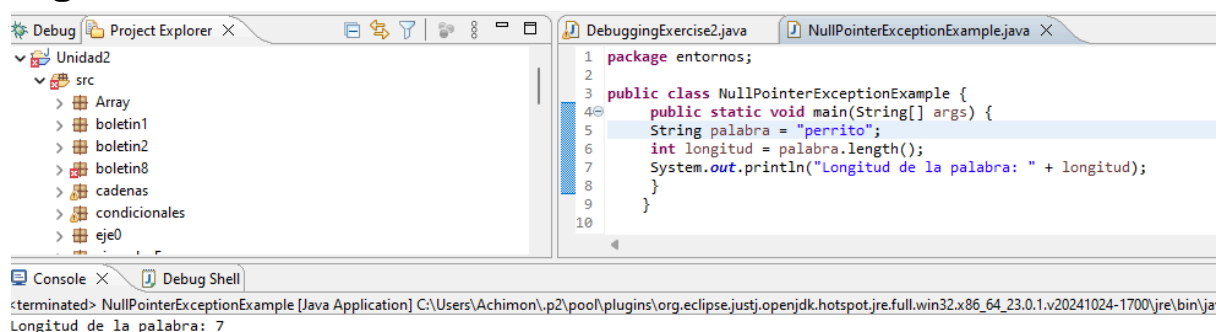 Debug Project Explorer
Unidad2
src
Array
boletin1
boletin2
boletin8
cadenas
condicionales
eje0
DebuggingExercise2.java NullPointerExceptionExample.java
1 package entornos;
2
3 public class NullPointerExceptionExample {
4 public static void main(String[] args) {
5 String palabra = "perrito";
6 int longitud = palabra.length();
7 System.out.println("Longitud de la palabra: " + longitud);
8 }
9 }
10
Console Debug Shell
<terminated> NullPointerExceptionExample [Java Application] C:\Users\Achimon\.p2\pool\plugins\org.eclipse.justj.openjdk.hotspot.jre.full.win32.x86_64_23.0.1.v20241024-1700\jre\bin\jav
Longitud de la palabra: 7